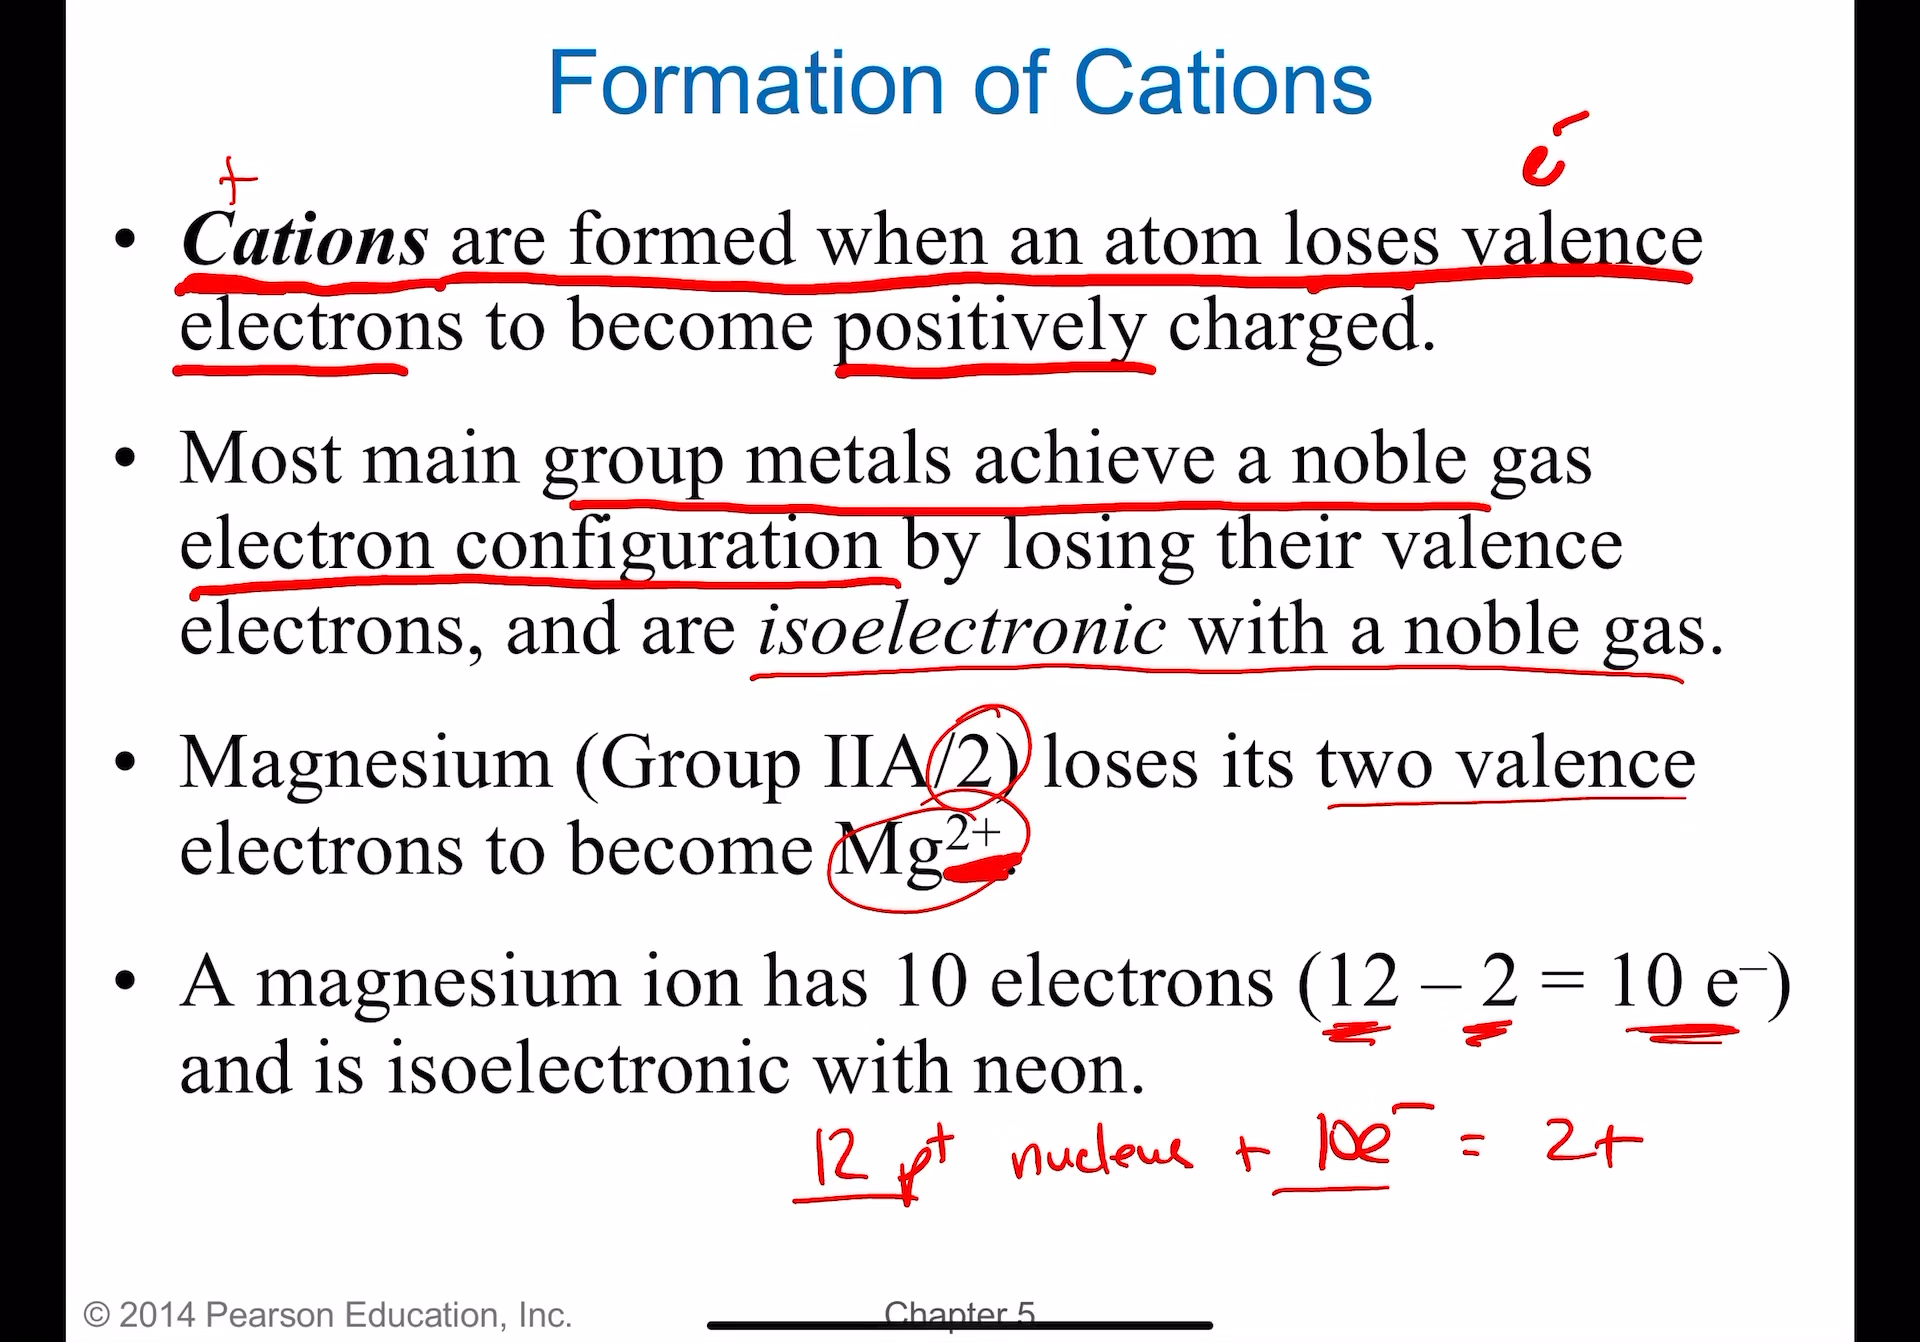 Formation of Cations
e⁻
+
• Cations are formed when an atom loses valence
electrons to become positively charged.
• Most main group metals achieve a noble gas
electron configuration by losing their valence
electrons, and are isoelectronic with a noble gas.
• Magnesium (Group IIA/2) loses its two valence
electrons to become Mg²⁺.
• A magnesium ion has 10 electrons (12 – 2 = 10 e⁻)
and is isoelectronic with neon.
12 p⁺ nucleus + 10e⁻ = 2+
© 2014 Pearson Education, Inc.
Chapter 5